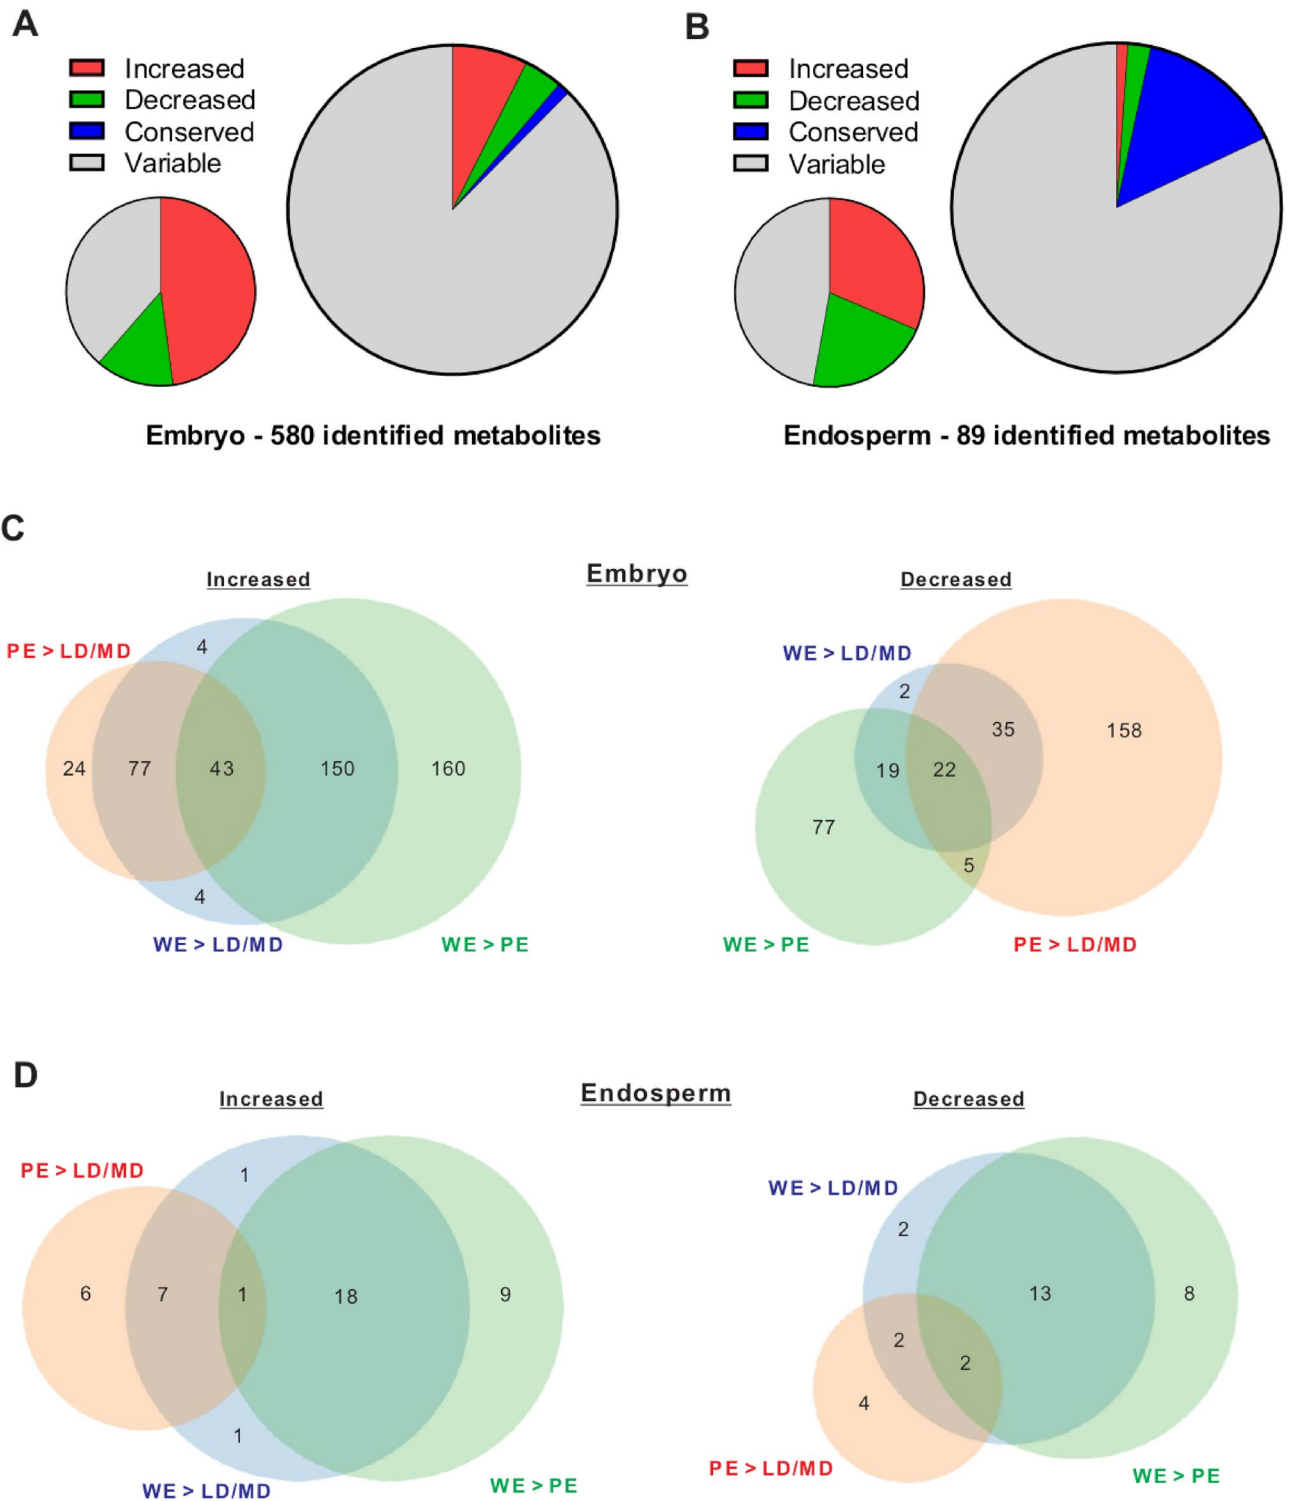 A
Increased
Decreased
Conserved
Variable
Embryo - 580 identified metabolites
B
Increased
Decreased
Conserved
Variable
Endosperm - 89 identified metabolites
C
Embryo
Increased
PE > LD/MD
4
24 77 43 150 160
4
WE > LD/MD
WE > PE
Decreased
WE > LD/MD
2
35 158
19 22
77
5
WE > PE
PE > LD/MD
D
Endosperm
Increased
PE > LD/MD
1
6 7 1 18 9
1
WE > LD/MD
WE > PE
Decreased
WE > LD/MD
2
13 8
2
2
4
PE > LD/MD
WE > PE